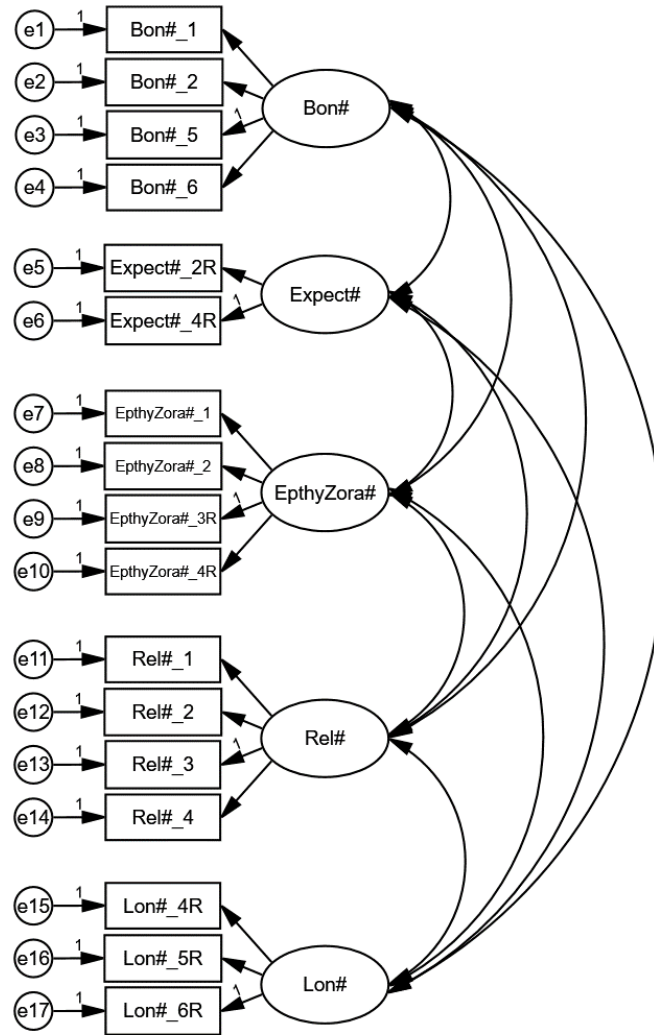 e1 1 Bon#_1
e2 1 Bon#_2
e3 1 Bon#_5 1
e4 1 Bon#_6
Bon#
e5 1 Expect#_2R
e6 1 Expect#_4R 1
Expect#
e7 1 EpthyZora#_1
e8 1 EpthyZora#_2
e9 1 EpthyZora#_3R 1
e10 1 EpthyZora#_4R
EpthyZora#
e11 1 Rel#_1
e12 1 Rel#_2
e13 1 Rel#_3 1
e14 1 Rel#_4
Rel#
e15 1 Lon#_4R
e16 1 Lon#_5R
e17 1 Lon#_6R 1
Lon#